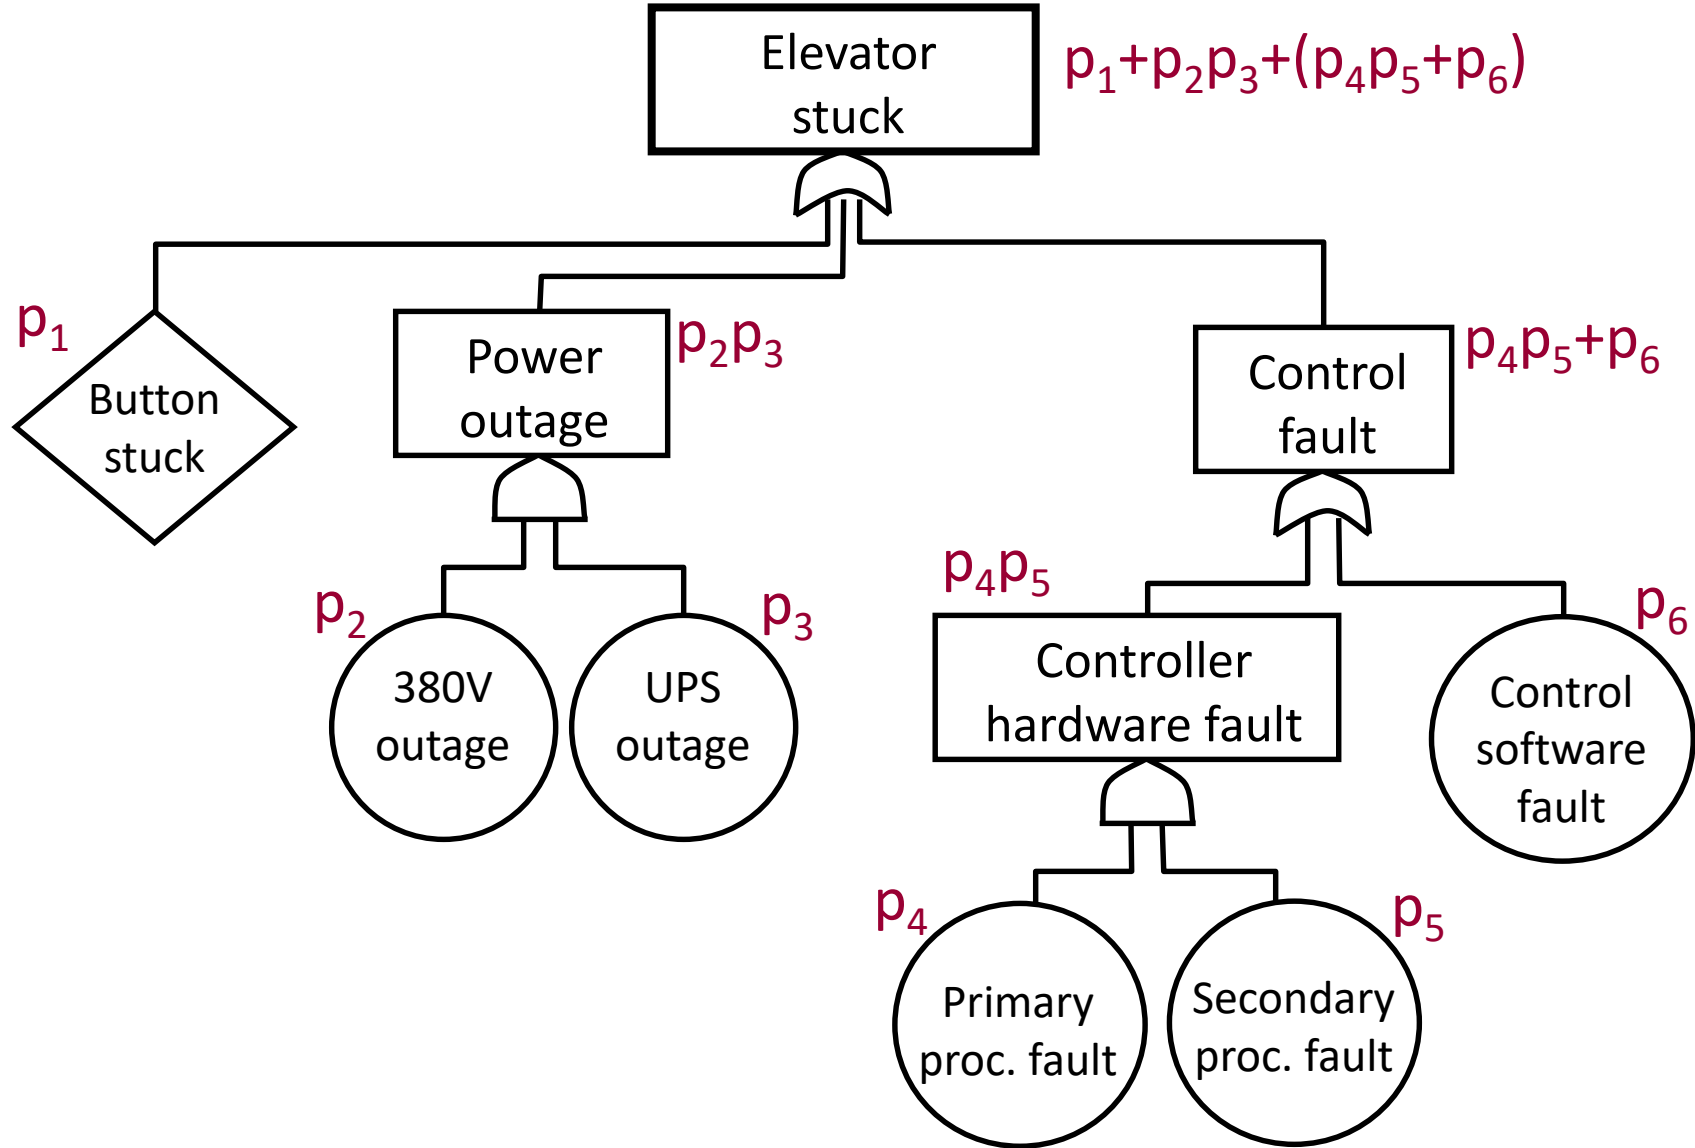 Elevator
stuck
p₁+p₂p₃+(p₄p₅+p₆)
p₁
Button
stuck
Power
outage
p₂p₃
Control
fault
p₄p₅+p₆
p₂
380V
outage
p₃
UPS
outage
p₄p₅
Controller
hardware fault
p₆
Control
software
fault
p₄
Primary
proc. fault
p₅
Secondary
proc. fault